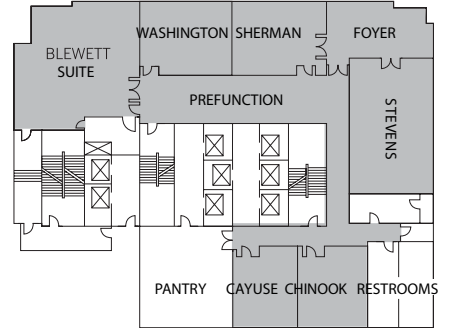 WASHINGTON SHERMAN FOYER
BLEWETT
SUITE
PREFUNCTION
STEVENS
PANTRY CAYUSE CHINOOK RESTROOMS